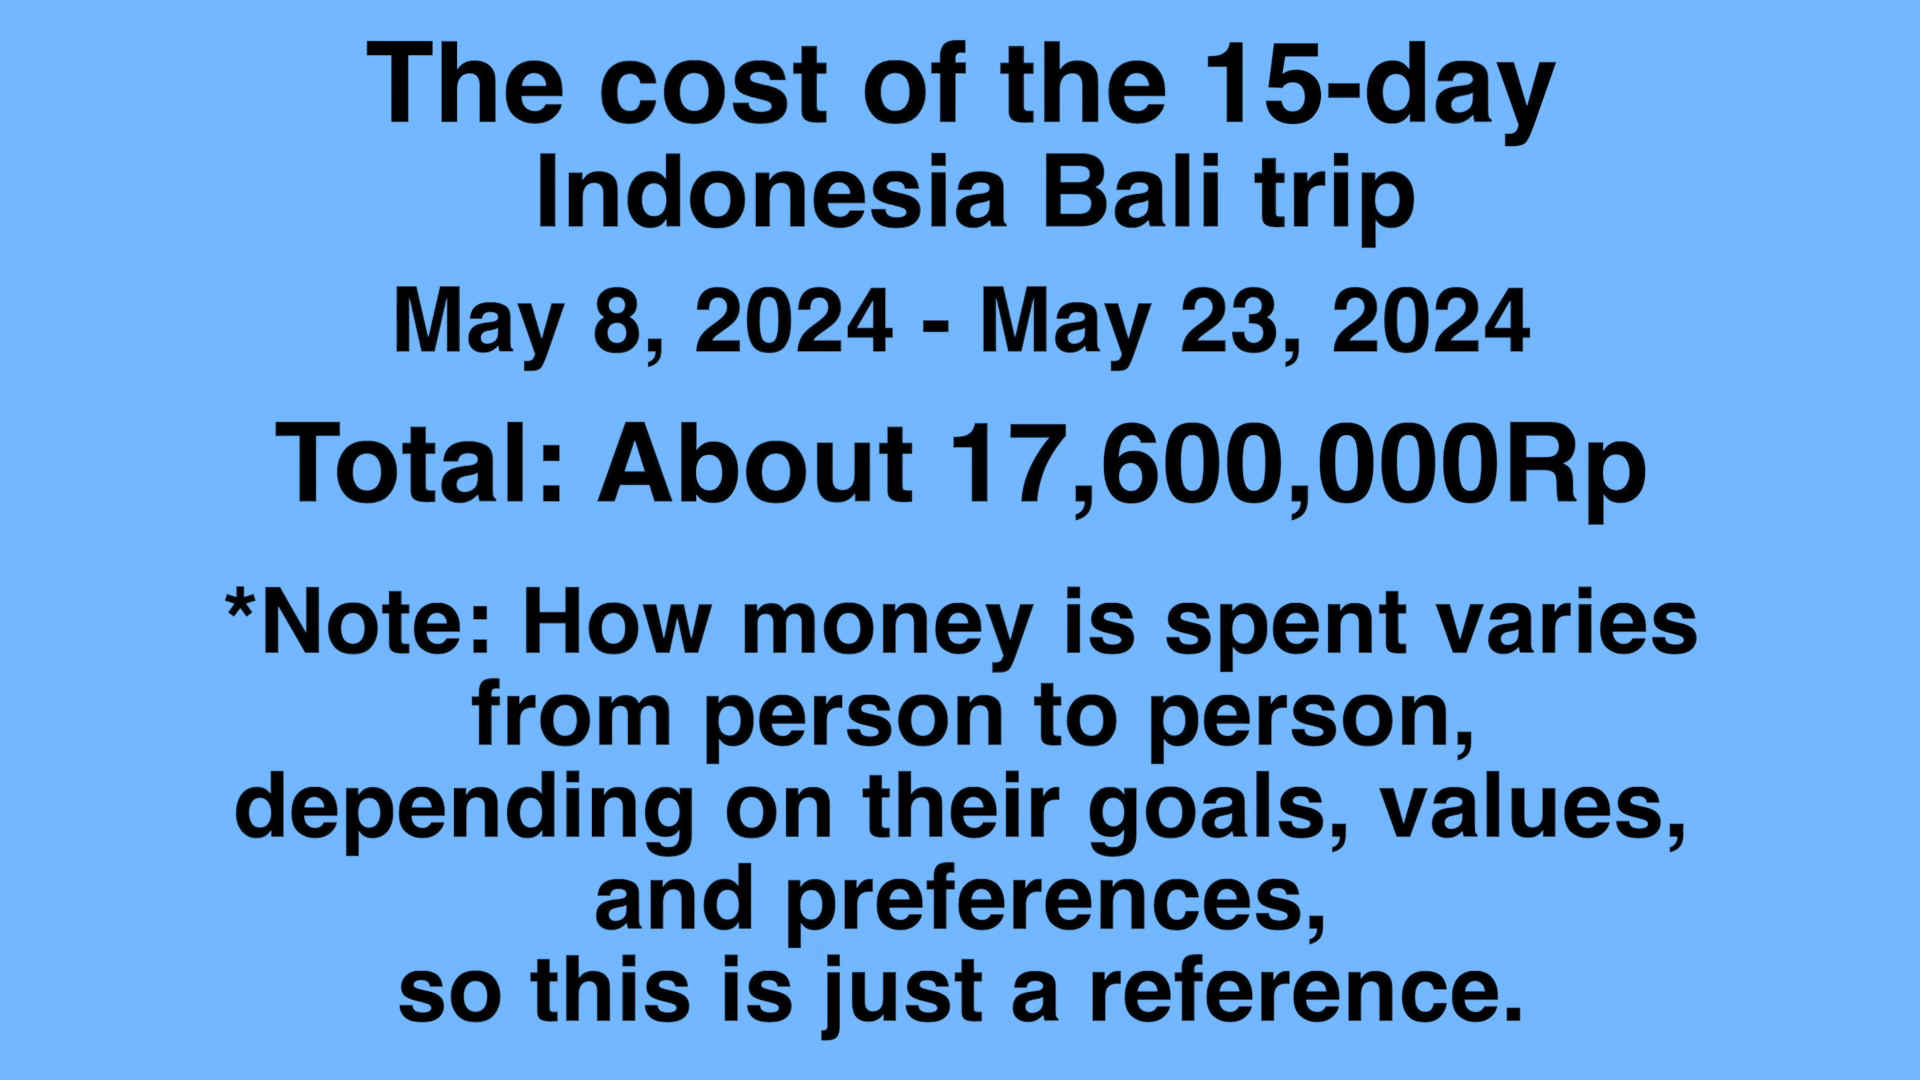 The cost of the 15-day
Indonesia Bali trip
May 8, 2024 - May 23, 2024
Total: About 17,600,000Rp
*Note: How money is spent varies
from person to person,
depending on their goals, values,
and preferences,
so this is just a reference.